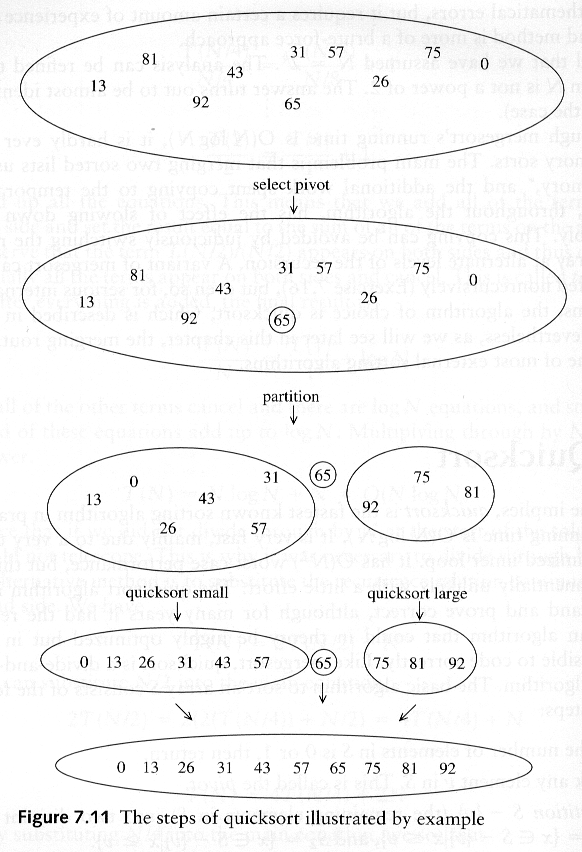 81 31 57 75 0
13 43 26
92 65
select pivot
81 31 57 75 0
13 43 26
92 65
partition
0 31 65 75
13 43 92 81
26 57
quicksort small quicksort large
0 13 26 31 43 57 65 75 81 92
0 13 26 31 43 57 65 75 81 92
Figure 7.11 The steps of quicksort illustrated by example